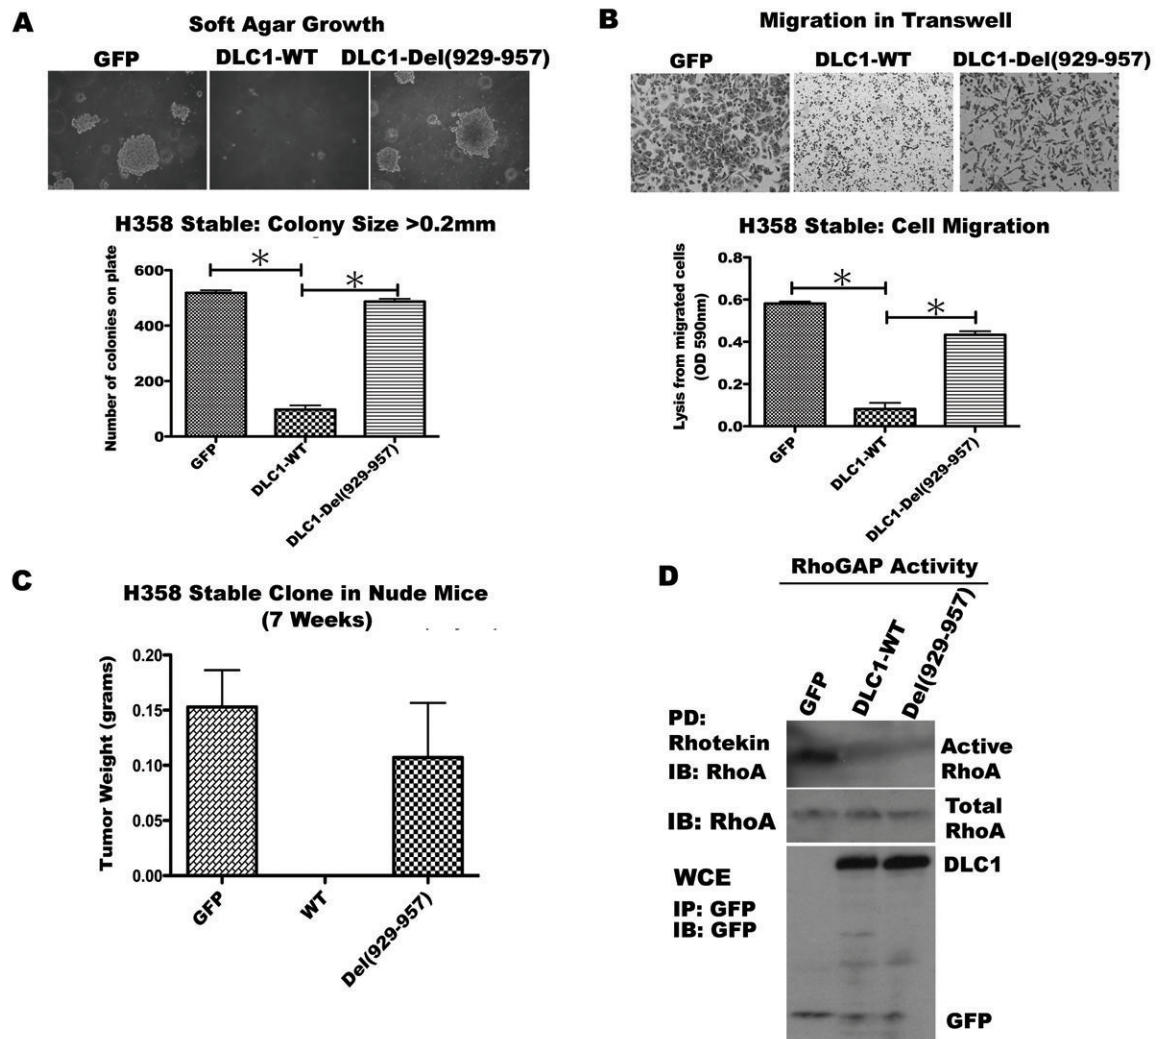 A
Soft Agar Growth
GFP DLC1-WT DLC1-Del(929-957)
H358 Stable: Colony Size >0.2mm
Number of colonies on plate
600
400
200
0
*
*
GFP
DLC1-WT
DLC1-Del(929-957)
B
Migration in Transwell
GFP DLC1-WT DLC1-Del(929-957)
H358 Stable: Cell Migration
Lysis from migrated cells
(OD 590nm)
0.8
0.6
0.4
0.2
0.0
*
*
GFP
DLC1-WT
DLC1-Del(929-957)
C
H358 Stable Clone in Nude Mice
(7 Weeks)
Tumor Weight (grams)
0.20
0.15
0.10
0.05
0.00
GFP
WT
Del(929-957)
D
RhoGAP Activity
GFP
DLC1-WT
Del(929-957)
PD:
Rhotekin
IB: RhoA
Active
RhoA
IB: RhoA
Total
RhoA
WCE
IP: GFP
IB: GFP
DLC1
GFP